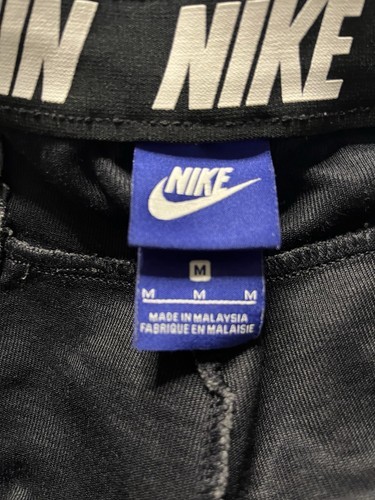 IN NIKE
NIKE
M
M M M
MADE IN MALAYSIA
FABRIQUE EN MALAISIE